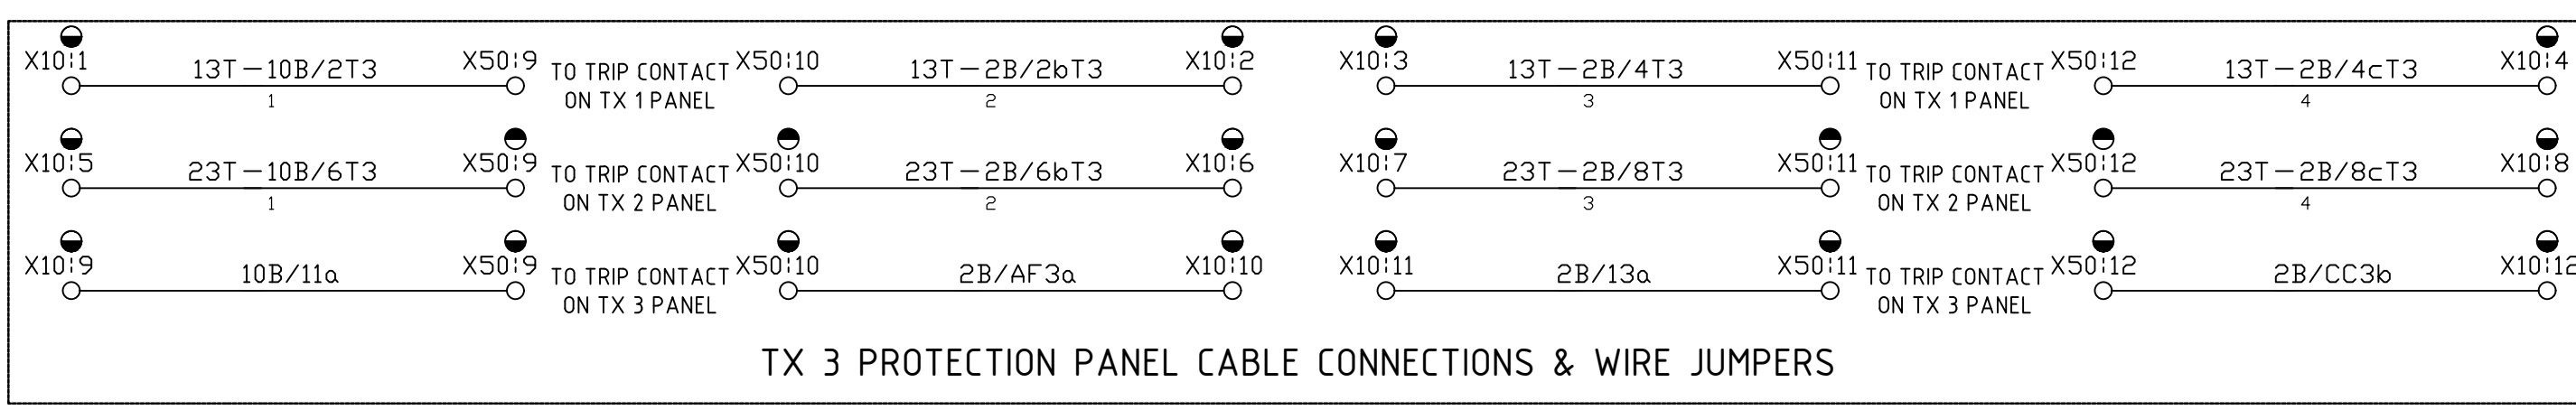 X10:1 13T-10B/2T3 X50:9 TO TRIP CONTACT X50:10 13T-2B/2bT3 X10:2 X10:3 13T-2B/4T3 X50:11 TO TRIP CONTACT X50:12 13T-2B/4cT3 X10:4
1 ON TX 1 PANEL 2 3 ON TX 1 PANEL 4
X10:5 23T-10B/6T3 X50:9 TO TRIP CONTACT X50:10 23T-2B/6bT3 X10:6 X10:7 23T-2B/8T3 X50:11 TO TRIP CONTACT X50:12 23T-2B/8cT3 X10:8
1 ON TX 2 PANEL 2 3 ON TX 2 PANEL 4
X10:9 10B/11a X50:9 TO TRIP CONTACT X50:10 2B/AF3a X10:10 X10:11 2B/13a X50:11 TO TRIP CONTACT X50:12 2B/CC3b X10:12
ON TX 3 PANEL ON TX 3 PANEL
TX 3 PROTECTION PANEL CABLE CONNECTIONS & WIRE JUMPERS